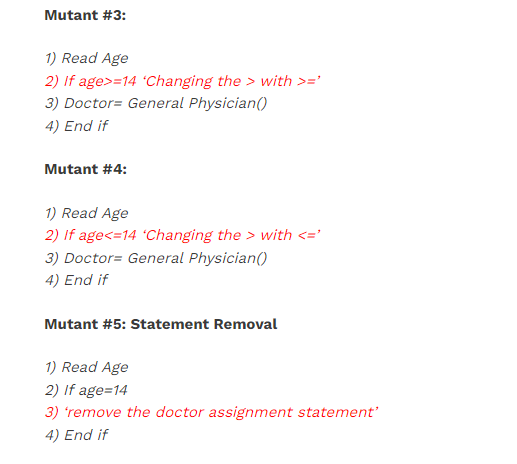 Mutant #3:
1) Read Age
2) If age>=14 ‘Changing the > with >=’
3) Doctor= General Physician()
4) End if
Mutant #4:
1) Read Age
2) If age<=14 ‘Changing the > with <=’
3) Doctor= General Physician()
4) End if
Mutant #5: Statement Removal
1) Read Age
2) If age=14
3) ‘remove the doctor assignment statement’
4) End if